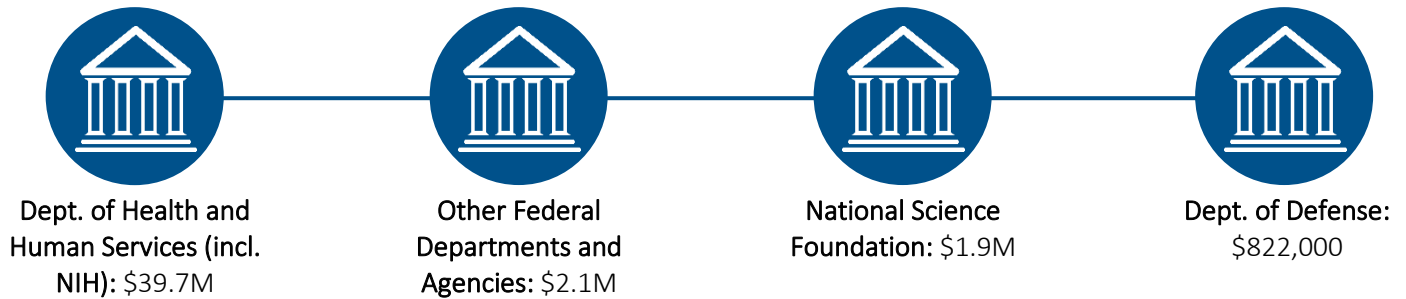 Dept. of Health and
Human Services (incl.
NIH): $39.7M
Other Federal
Departments and
Agencies: $2.1M
National Science
Foundation: $1.9M
Dept. of Defense:
$822,000